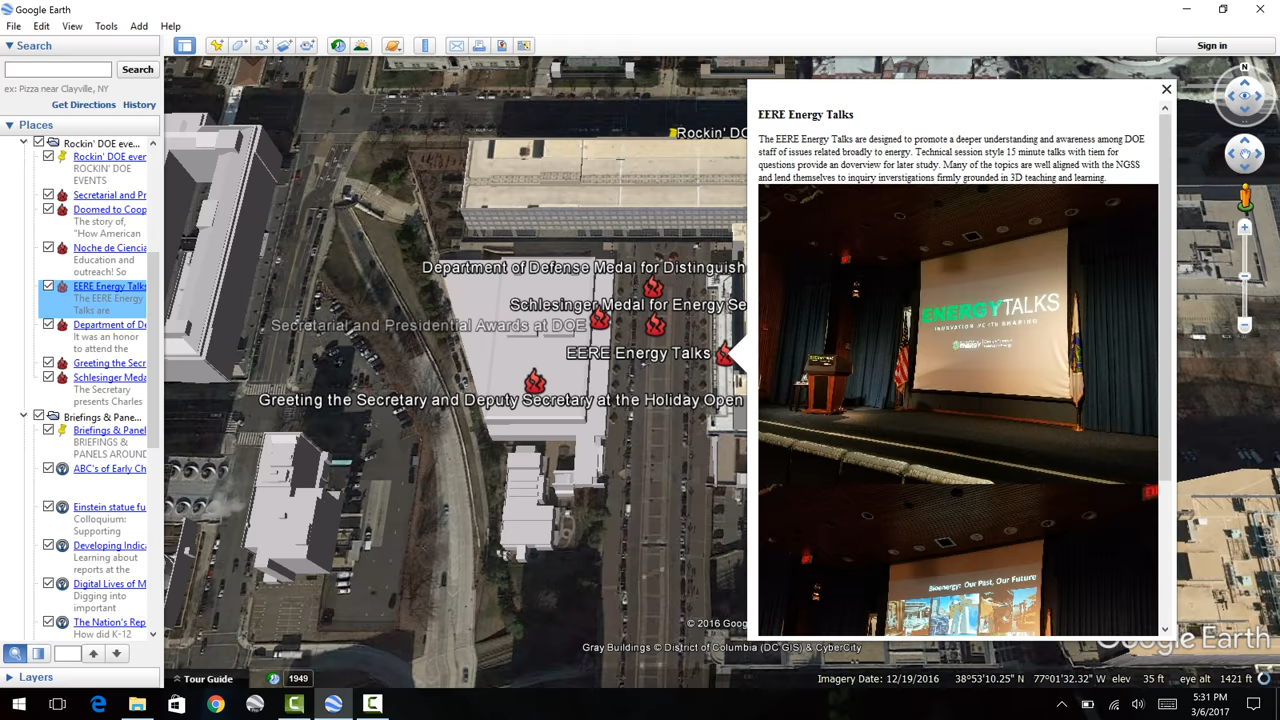 Google Earth
File Edit View Tools Add Help
Search
Sign in
Search
ex: Pizza near Clayville, NY
Get Directions History
Places
Rockin' DOE eve...
Rockin' DOE ever
ROCKIN' DOE
EVENTS
Secretarial and Pr
Doomed to Coop
The story of,
"How American
Noche de Ciencia
Education and
outreach! So
EERE Energy Talks
The EERE Energy
Talks are
Department of De
It was an honor
to attend the
Greeting the Secr
Schlesinger Meda
The Secretary
presents Charles
Briefings & Pane...
Briefings & Panel
BRIEFINGS &
PANELS AROUND
ABC's of Early Ch
Einstein statue fu
Colloquium:
Supporting
Developing Indic
Learning about
reports at the
Digital Lives of M
Digging into
important
The Nation's Rep
How did K-12
Layers
Rockin' DO
Department of Defense Medal for Distinguish
Schlesinger Medal for Energy Se
Secretarial and Presidential Awards at DOE
EERE Energy Talks
Greeting the Secretary and Deputy Secretary at the Holiday Open
EERE Energy Talks
The EERE Energy Talks are designed to promote a deeper understanding and awareness among DOE
staff of issues related broadly to energy. Technical session style 15 minute talks with tiem for
questions provide an doverview for later study. Many of the topics are well aligned with the NGSS
and lend themselves to inquiry inverstigations firmly grounded in 3D teaching and learning.
ENERGYTALKS
Bioenergy: Our Past, Our Future
N
© 2016 Goog
Gray Buildings © District of Columbia (DC GIS) & CyberCity
Google Earth
Tour Guide
1949
Imagery Date: 12/19/2016 38°53'10.25" N 77°01'32.32" W elev 35 ft eye alt 1421 ft
5:31 PM
3/6/2017